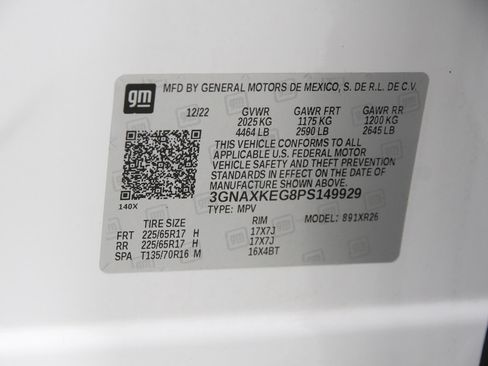 gm
MFD BY GENERAL MOTORS DE MEXICO, S. DE R.L. DE C.V.
12/22 GVWR GAWR FRT GAWR RR
2025 KG 1175 KG 1200 KG
4464 LB 2590 LB 2645 LB
THIS VEHICLE CONFORMS TO ALL
APPLICABLE U.S. FEDERAL MOTOR
VEHICLE SAFETY AND THEFT PREVENTION
STANDARDS IN EFFECT ON THE DATE OF
MANUFACTURE SHOWN ABOVE.
3GNAXKEG8PS149929
140X TYPE: MPV MODEL: 891XR26
TIRE SIZE RIM
FRT 225/65R17 H 17X7J
RR 225/65R17 H 17X7J
SPA T135/70R16 M 16X4BT